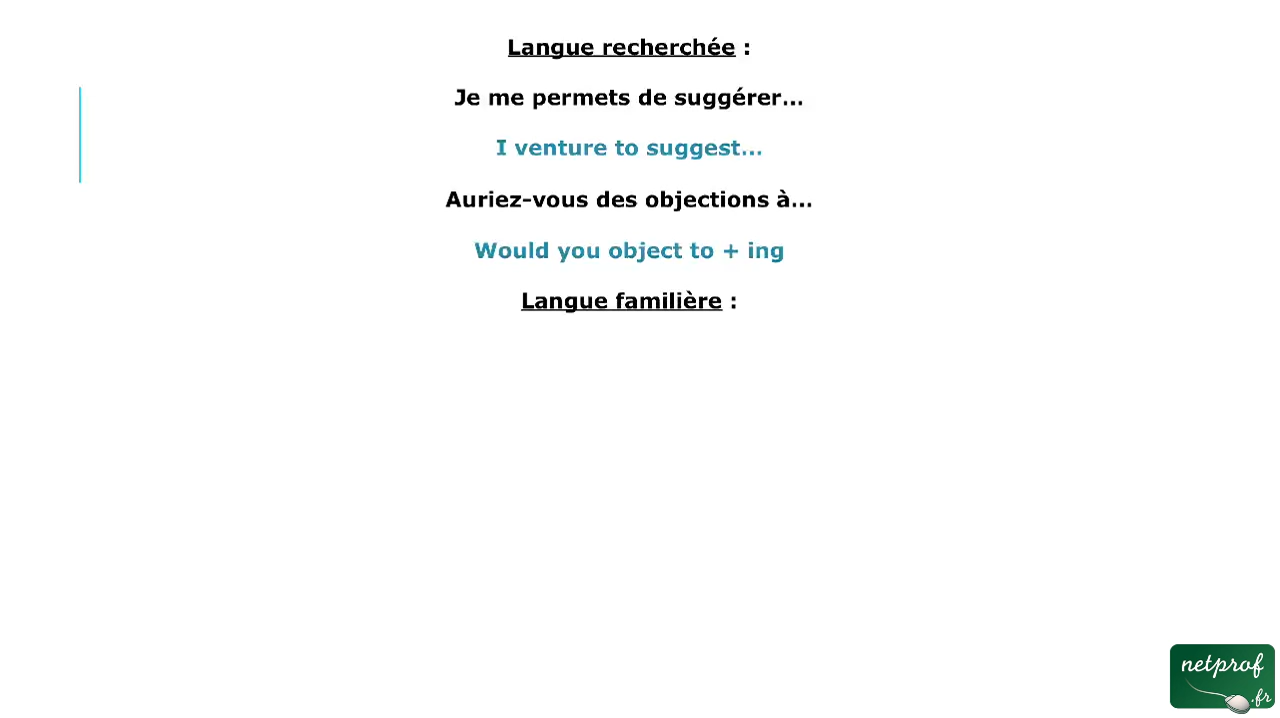 Langue recherchée :
Je me permets de suggérer...
I venture to suggest...
Auriez-vous des objections à...
Would you object to + ing
Langue familière :
netprof
.fr